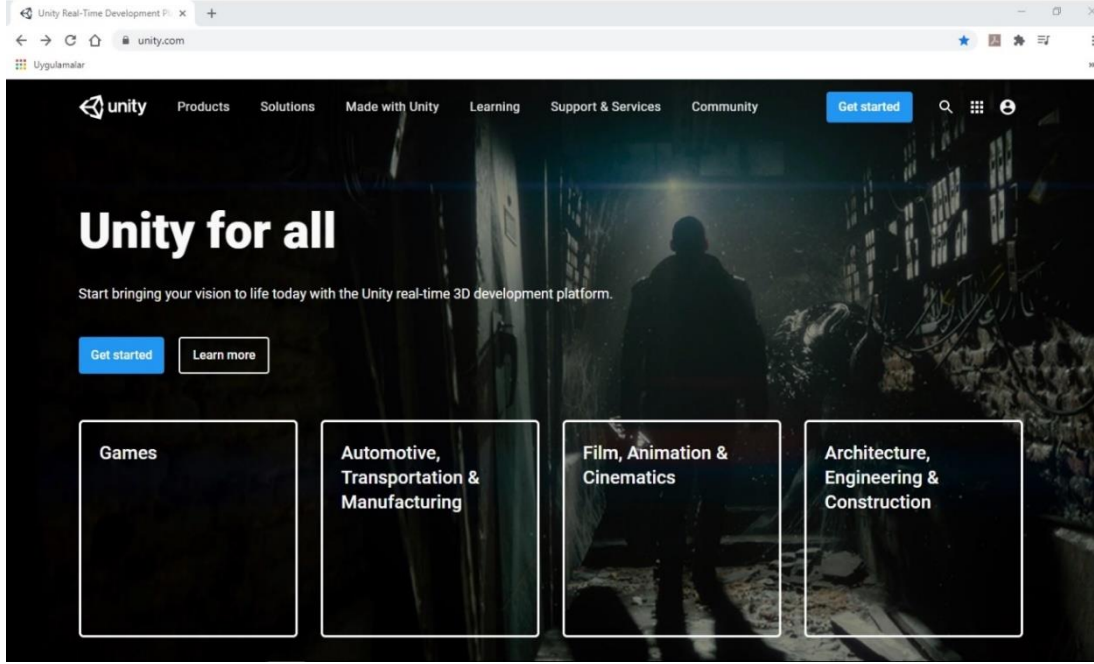 Unity Real-Time Development Pl
unity.com
Uygulamalar
unity Products Solutions Made with Unity Learning Support & Services Community Get started
Unity for all
Start bringing your vision to life today with the Unity real-time 3D development platform.
Get started Learn more
Games
Automotive,
Transportation &
Manufacturing
Film, Animation &
Cinematics
Architecture,
Engineering &
Construction